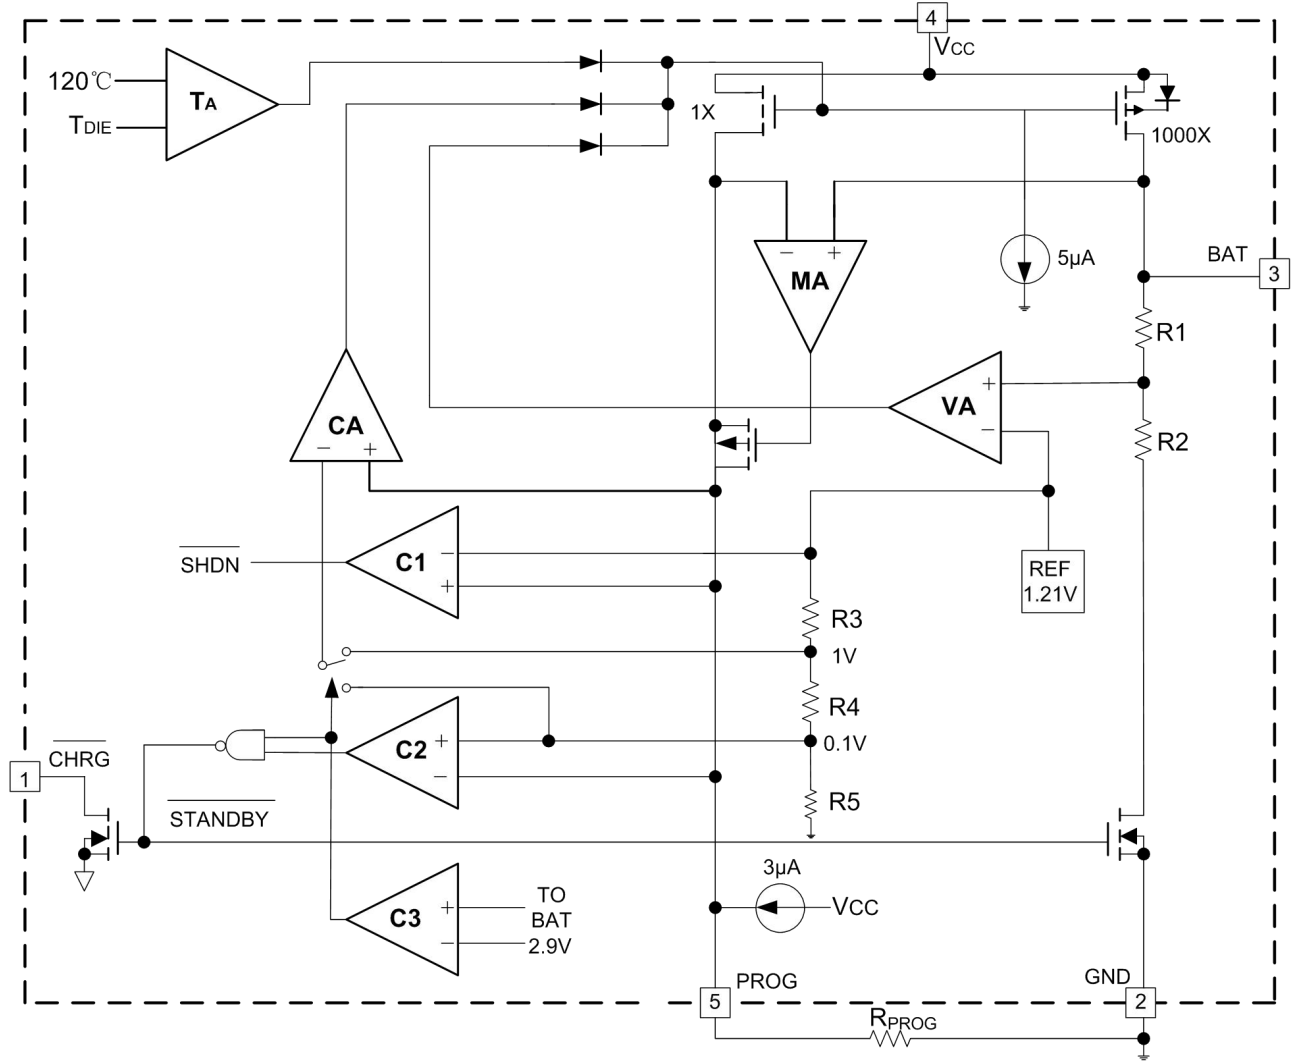 4
VCC
120℃
TA
TDIE
1X
1000X
− +
MA
5μA
BAT
3
R1
+
VA
−
R2
CA
− +
SHDN
C1
−
+
REF
1.21V
R3
1V
R4
0.1V
R5
C2
+
−
CHRG
1
STANDBY
3μA
VCC
C3
+
−
TO
BAT
2.9V
PROG
5
GND
2
RPROG